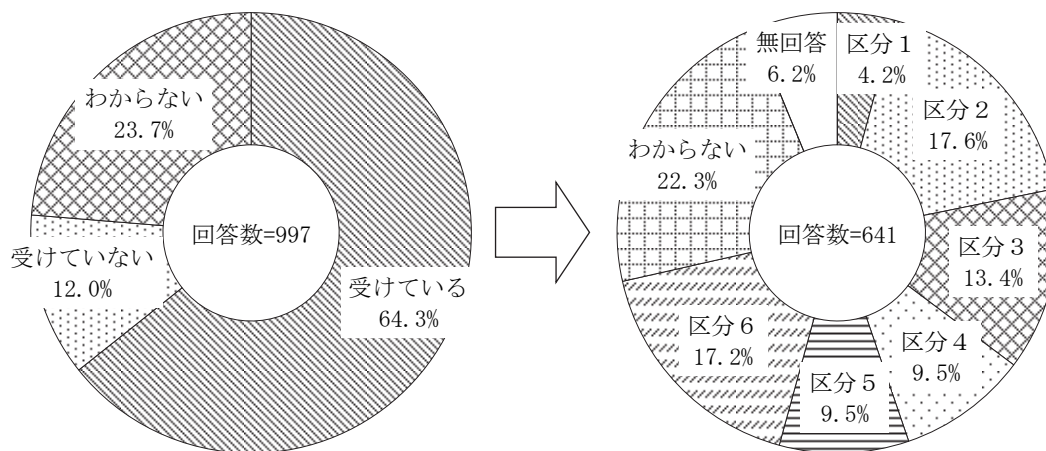 わからない
23.7%
受けていない
12.0%
回答数=997
受けている
64.3%
無回答
6.2%
区分１
4.2%
区分２
17.6%
わからない
22.3%
回答数=641
区分３
13.4%
区分４
9.5%
区分５
9.5%
区分６
17.2%